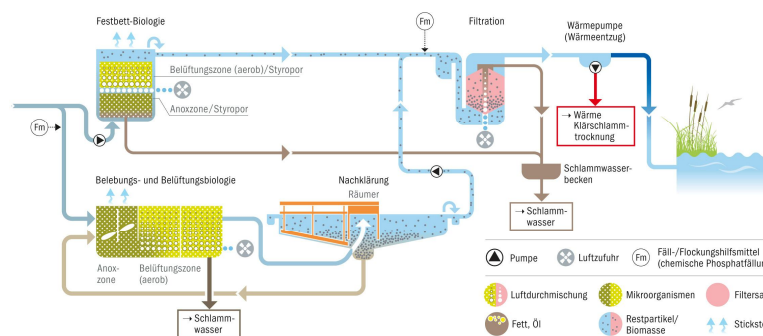 Festbett-Biologie
Fm
Filtration
Wärmepumpe
(Wärmeentzug)
Belüftungszone (aerob)/Styropor
Anoxzone/Styropor
Fm
→ Wärme
Klärschlamm-
trocknung
Schlammwasser-
becken
→ Schlamm-
wasser
Belebungs- und Belüftungsbiologie
Nachklärung
Räumer
Anox-
zone
Belüftungszone
(aerob)
→ Schlamm-
wasser
Pumpe
Luftzufuhr
Fm
Fäll-/Flockungshilfsmittel
(chemische Phosphatfällun
Luftdurchmischung
Mikroorganismen
Filtersa
Fett, Öl
Restpartikel/
Biomasse
Sticksto